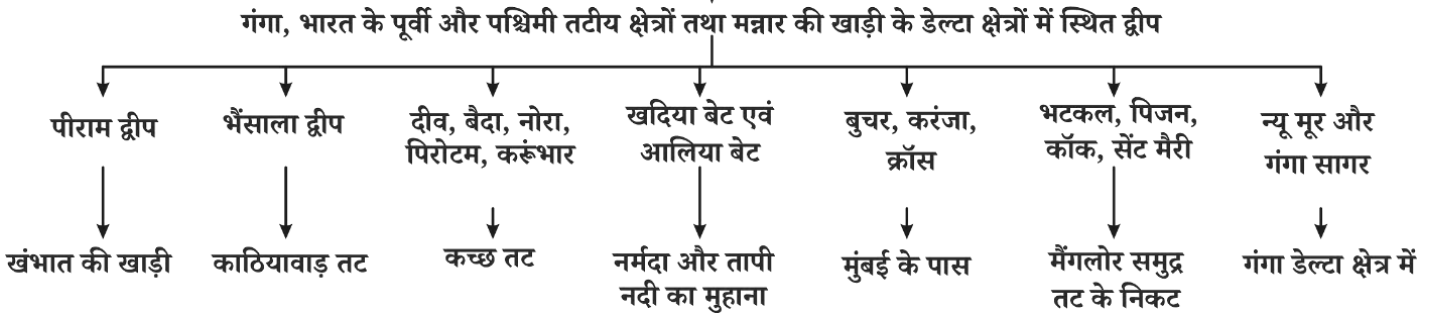 गंगा, भारत के पूर्वी और पश्चिमी तटीय क्षेत्रों तथा मन्नार की खाड़ी के डेल्टा क्षेत्रों में स्थित द्वीप
पीराम द्वीप
खंभात की खाड़ी
भैंसाला द्वीप
काठियावाड़ तट
दीव, बैदा, नोरा,
पिरोटम, करूंभार
कच्छ तट
खदिया बेट एवं
आलिया बेट
नर्मदा और तापी
नदी का मुहाना
बुचर, करंजा,
क्रॉस
मुंबई के पास
भटकल, पिजन,
कॉक, सेंट मैरी
मैंगलोर समुद्र
तट के निकट
न्यू मूर और
गंगा सागर
गंगा डेल्टा क्षेत्र में